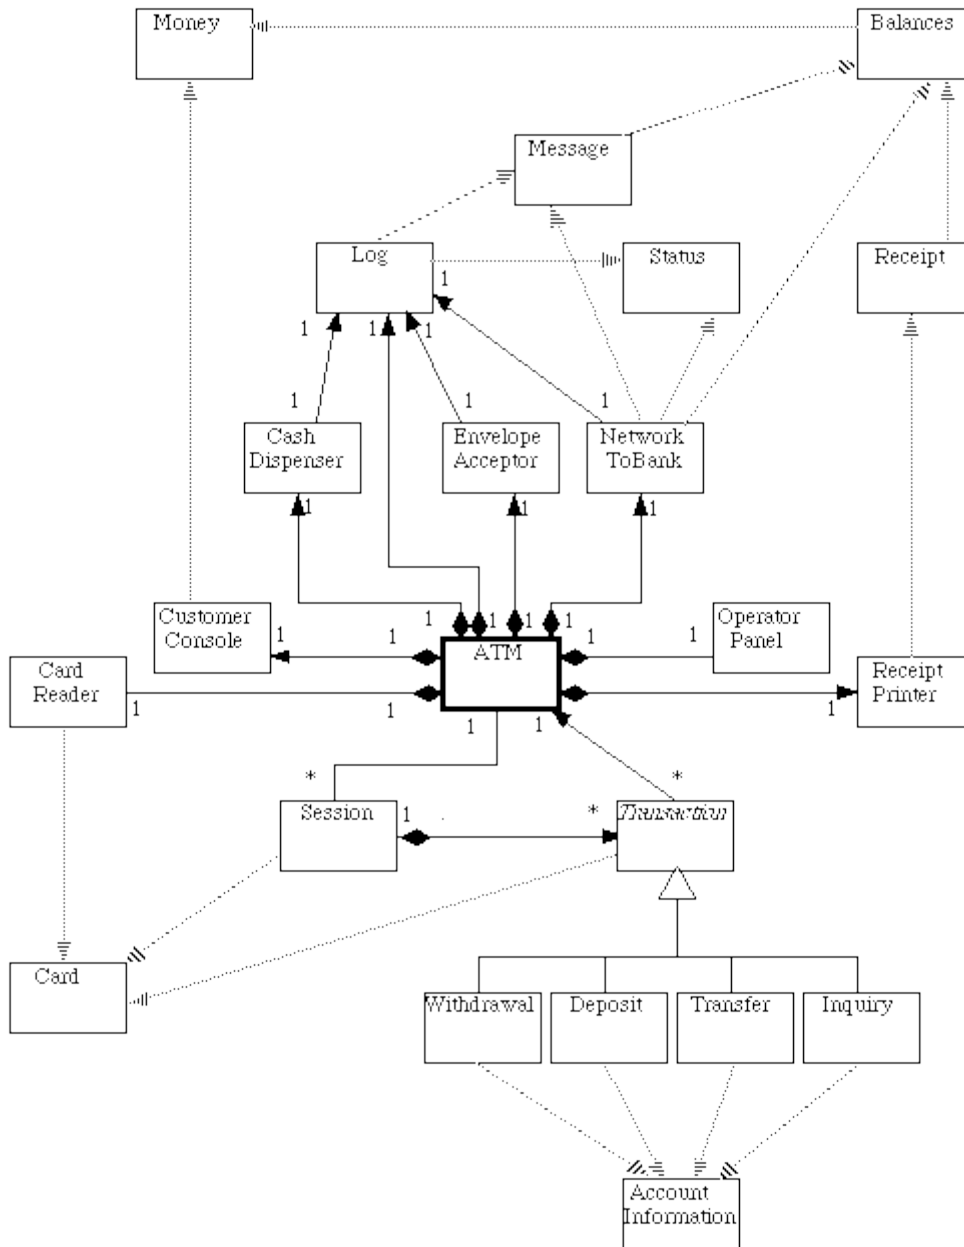 Money
Balances
Message
Log
Status
Receipt
1
1
1
1
1
1
1
Cash
Dispenser
Envelope
Acceptor
Network
ToBank
1
1
1
Customer
Console
1
1
1
1
1
1
1
1
Operator
Panel
ATM
Card
Reader
Receipt
Printer
1
1
1
1
1
*
*
Session
1
*
Transaction
Card
Withdrawal
Deposit
Transfer
Inquiry
Account
Information